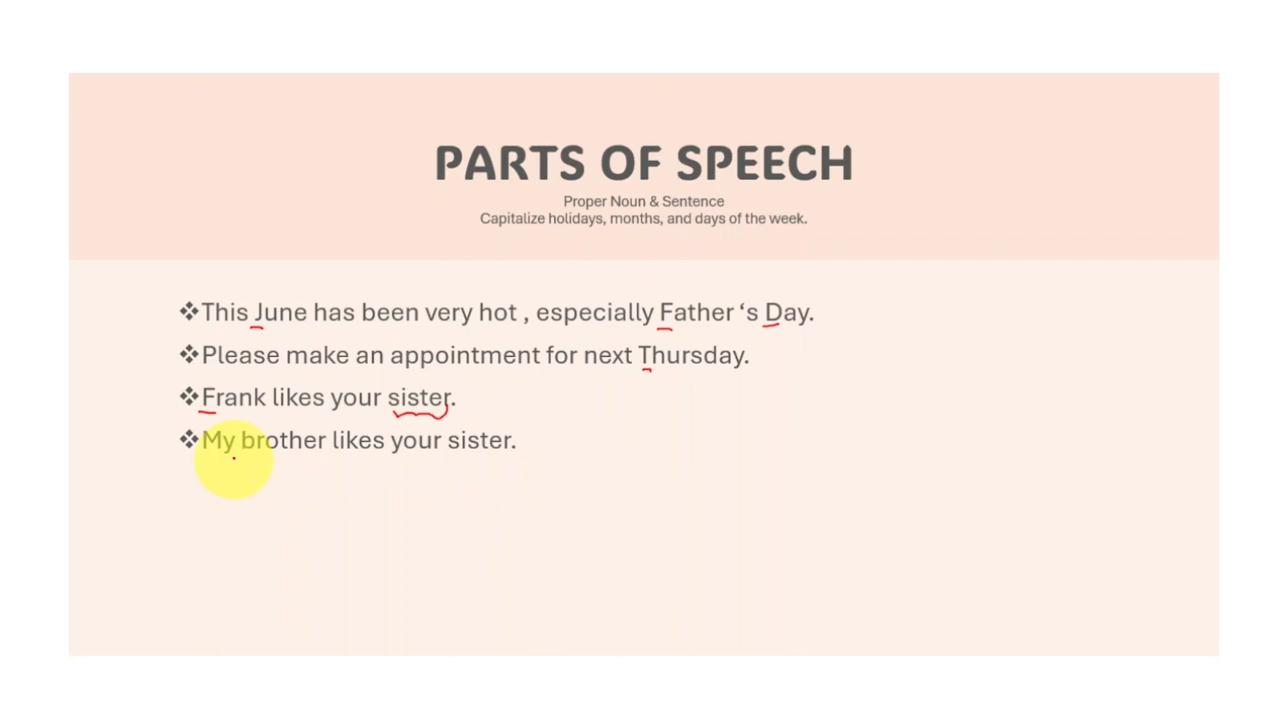 PARTS OF SPEECH
Proper Noun & Sentence
Capitalize holidays, months, and days of the week.
❖This June has been very hot , especially Father ‘s Day.
❖Please make an appointment for next Thursday.
❖Frank likes your sister.
❖My brother likes your sister.